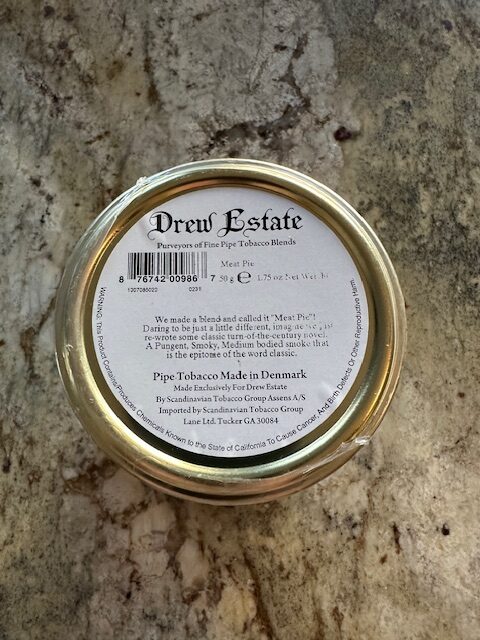 Drew Estate
Purveyors of Fine Pipe Tobacco Blends
Meat Pie
8 76742 00986 7
50 g e 1.75 oz Net Wt
1007085020 0231
We made a blend and called it "Meat Pie"!
Daring to be just a little different, imagine we just
re-wrote some classic turn-of-the-century novel.
A Pungent, Smoky, Medium bodied smoke that
is the epitome of the word classic.
Pipe Tobacco Made in Denmark
Made Exclusively For Drew Estate
By Scandinavian Tobacco Group Assens A/S
Imported by Scandinavian Tobacco Group
Lane Ltd. Tucker GA 30084
WARNING: This Product Contains/Produces Chemicals Known to the State of California To Cause Cancer, And Birth Defects Or Other Reproductive Harm.